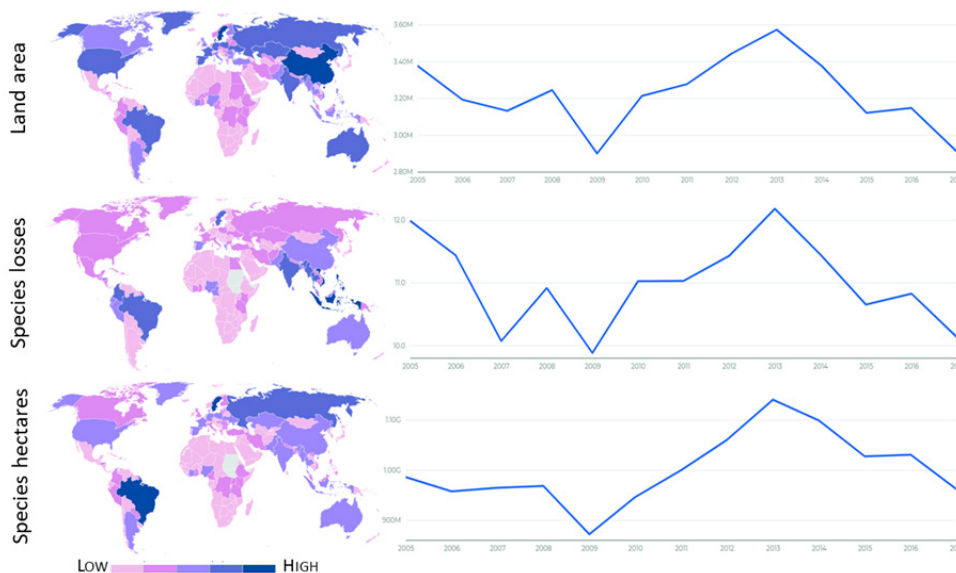 Land area
3.60M
3.40M
3.20M
3.00M
2.80M
2005 2006 2007 2008 2009 2010 2011 2012 2013 2014 2015 2016
Species losses
12.0
11.0
10.0
2005 2006 2007 2008 2009 2010 2011 2012 2013 2014 2015 2016
Species hectares
1.10G
1.00G
900M
2005 2006 2007 2008 2009 2010 2011 2012 2013 2014 2015 2016
LOW HIGH